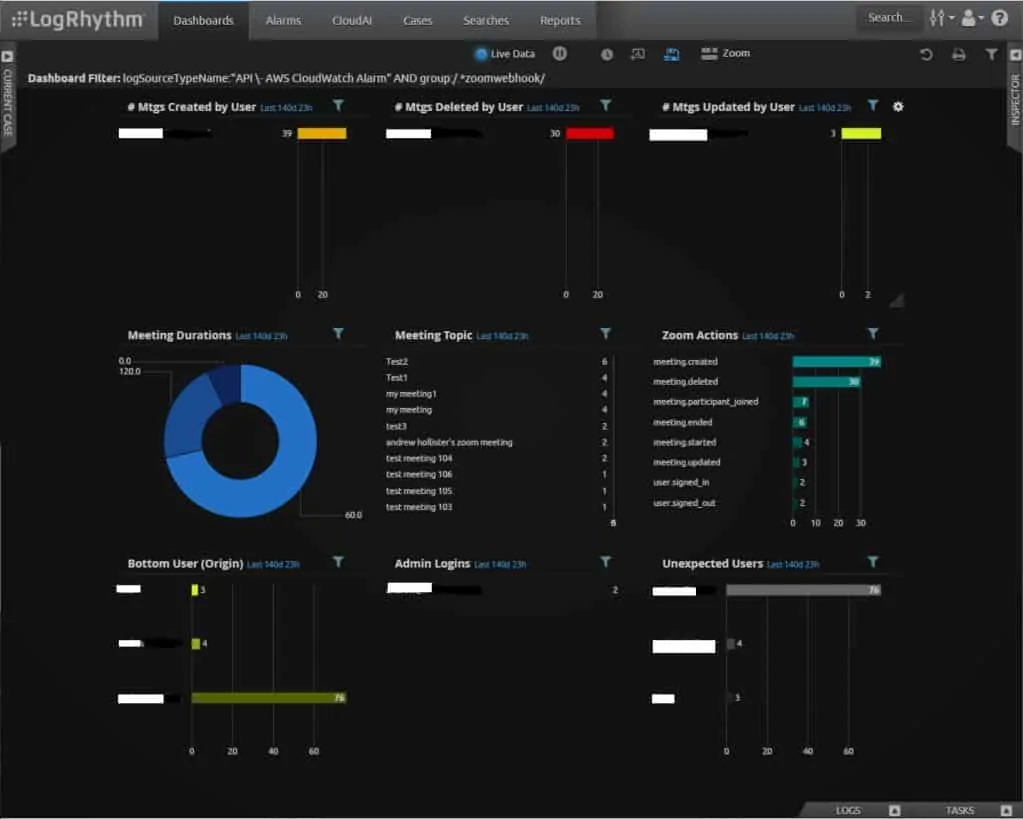 LogRhythm™ Dashboards Alarms CloudAI Cases Searches Reports Search...
Live Data Zoom
CURRENT CASE
INSPECTOR
Dashboard Filter: logSourceTypeName:"API \- AWS CloudWatch Alarm" AND group:/.*zoomwebhook/
# Mtgs Created by User Last 140d 23h
39
0 20
# Mtgs Deleted by User Last 140d 23h
30
0 20
# Mtgs Updated by User Last 140d 23h
3
0 2
Meeting Durations Last 140d 23h
0.0
120.0
60.0
Meeting Topic Last 140d 23h
Test2 6
Test1 4
my meeting1 4
my meeting 4
test3 2
andrew hollister's zoom meeting 2
test meeting 104 2
test meeting 106 1
test meeting 105 1
test meeting 103 1
6
Zoom Actions Last 140d 23h
meeting.created 39
meeting.deleted 30
meeting.participant_joined 7
meeting.ended 6
meeting.started 4
meeting.updated 3
user.signed_in 2
user.signed_out 2
0 10 20 30
Bottom User (Origin) Last 140d 23h
3
4
76
0 20 40 60
Admin Logins Last 140d 23h
2
Unexpected Users Last 140d 23h
76
4
3
0 20 40 60
LOGS TASKS